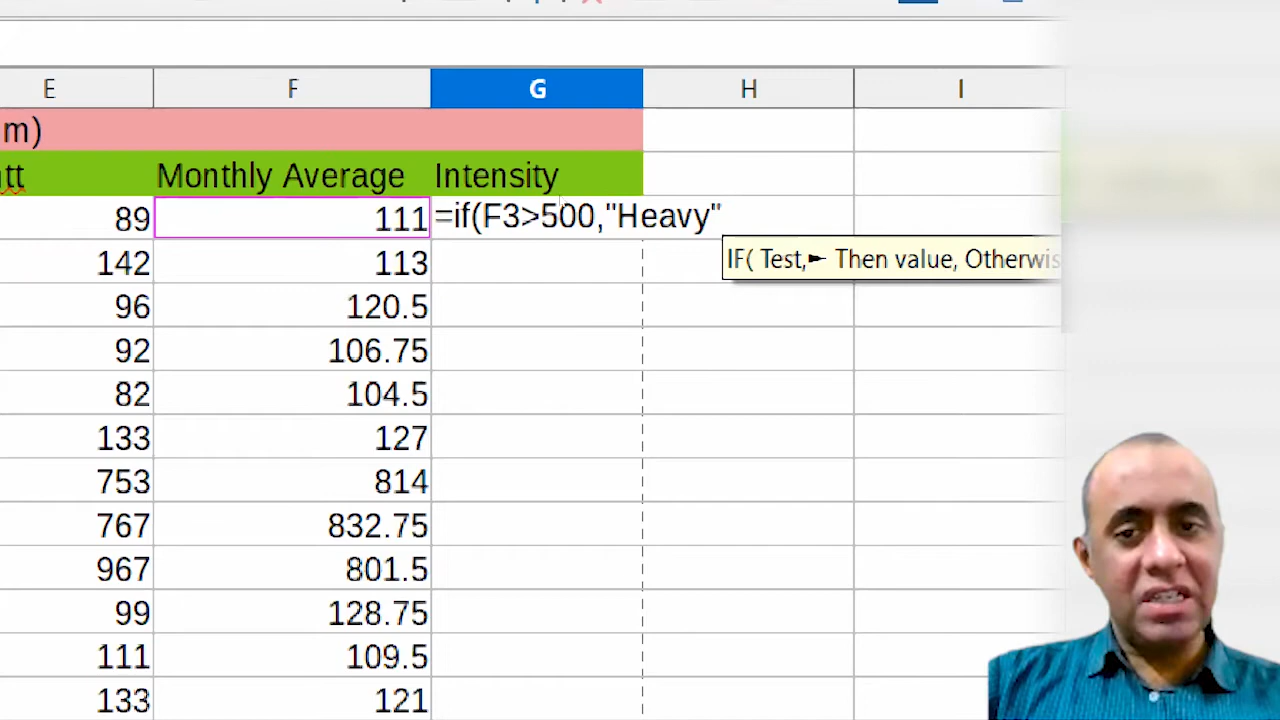 E F G H I
m)
tt Monthly Average Intensity
89 111 =if(F3>500,"Heavy"
IF( Test,► Then value, Otherwis
142 113
96 120.5
92 106.75
82 104.5
133 127
753 814
767 832.75
967 801.5
99 128.75
111 109.5
133 121